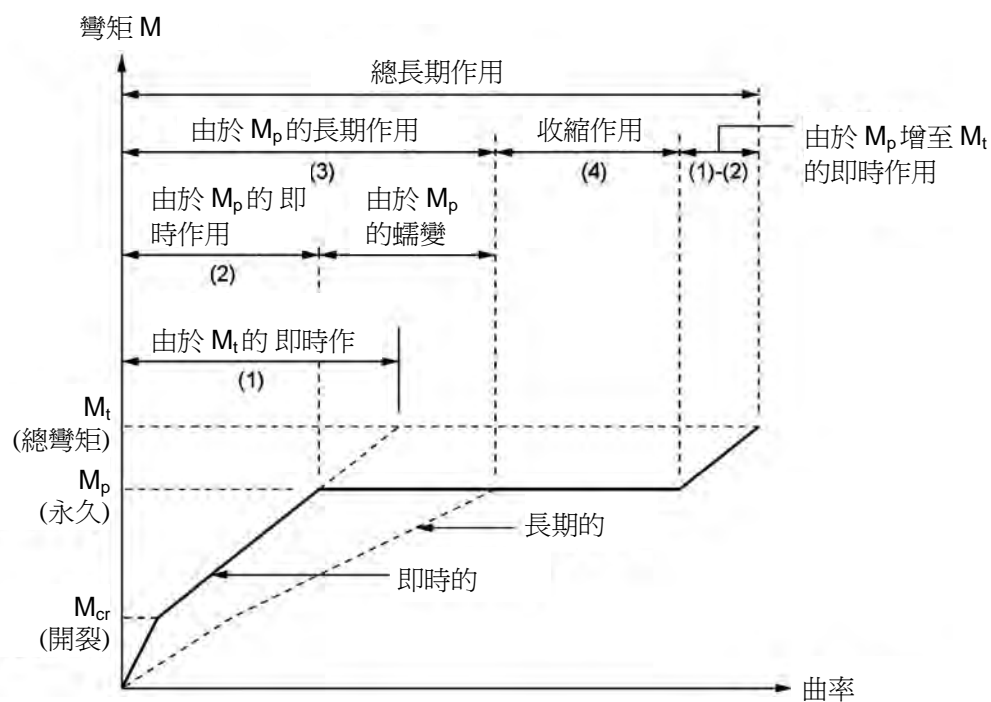 彎矩 M
總長期作用
由於 Mp 的長期作用
收縮作用
由於 Mp 增至 Mt
的即時作用
(3)
(4)
(1)-(2)
由於 Mp 的 即
時作用
由於 Mp
的蠕變
(2)
由於 Mt 的 即時作
(1)
Mt
(總彎矩)
Mp
(永久)
長期的
即時的
Mcr
(開裂)
曲率